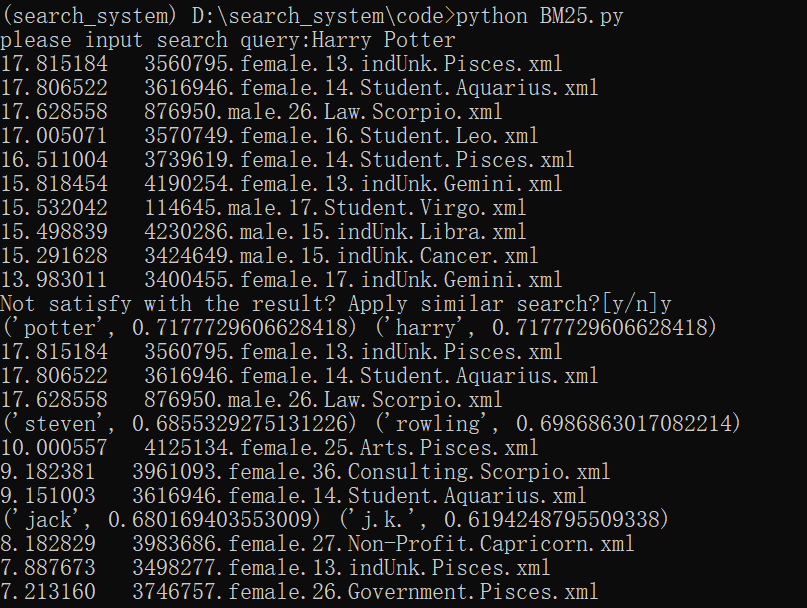 (search_system) D:\search_system\code>python BM25.py
please input search query:Harry Potter
17.815184   3560795.female.13.indUnk.Pisces.xml
17.806522   3616946.female.14.Student.Aquarius.xml
17.628558   876950.male.26.Law.Scorpio.xml
17.005071   3570749.female.16.Student.Leo.xml
16.511004   3739619.female.14.Student.Pisces.xml
15.818454   4190254.female.13.indUnk.Gemini.xml
15.532042   114645.male.17.Student.Virgo.xml
15.498839   4230286.male.15.indUnk.Libra.xml
15.291628   3424649.male.15.indUnk.Cancer.xml
13.983011   3400455.female.17.indUnk.Gemini.xml
Not satisfy with the result? Apply similar search?[y/n]y
('potter', 0.7177729606628418) ('harry', 0.7177729606628418)
17.815184   3560795.female.13.indUnk.Pisces.xml
17.806522   3616946.female.14.Student.Aquarius.xml
17.628558   876950.male.26.Law.Scorpio.xml
('steven', 0.6855329275131226) ('rowling', 0.6986863017082214)
10.000557   4125134.female.25.Arts.Pisces.xml
9.182381   3961093.female.36.Consulting.Scorpio.xml
9.151003   3616946.female.14.Student.Aquarius.xml
('jack', 0.680169403553009) ('j.k.', 0.6194248795509338)
8.182829   3983686.female.27.Non-Profit.Capricorn.xml
7.887673   3498277.female.13.indUnk.Pisces.xml
7.213160   3746757.female.26.Government.Pisces.xml